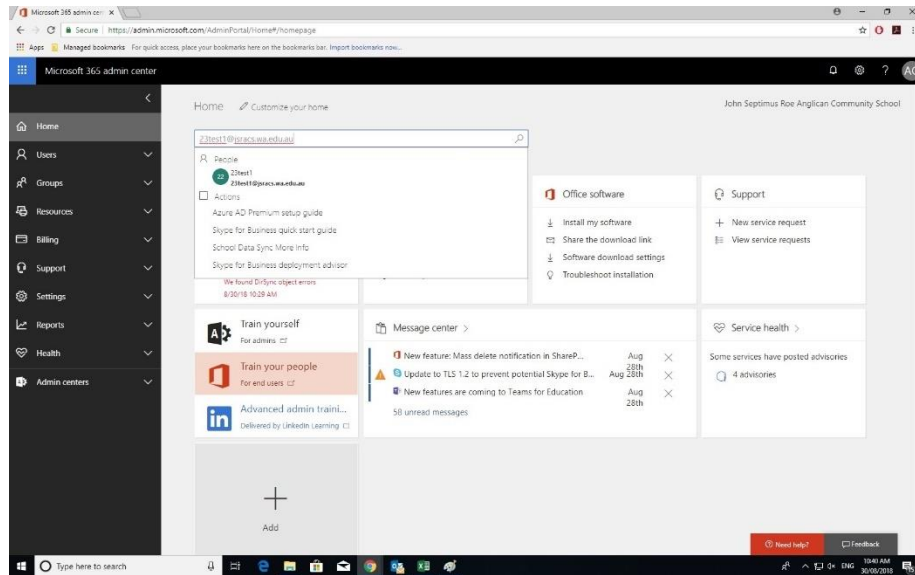 Microsoft 365 admin cen
Secure | https://admin.microsoft.com/AdminPortal/Home#/homepage
Apps Managed bookmarks For quick access, place your bookmarks here on the bookmarks bar. Import bookmarks now...
Microsoft 365 admin center
AC
Home
Users
Groups
Resources
Billing
Support
Settings
Reports
Health
Admin centers
Home Customize your home
John Septimus Roe Anglican Community School
23test1@jsracs.wa.edu.au
People
22
23test1
23test1@jsracs.wa.edu.au
Actions
Azure AD Premium setup guide
Skype for Business quick start guide
School Data Sync More Info
Skype for Business deployment advisor
We found DirSync object errors
8/30/18 10:29 AM
Office software
Install my software
Share the download link
Software download settings
Troubleshoot installation
Support
New service request
View service requests
Train yourself
For admins
Train your people
For end users
Advanced admin traini...
Delivered by LinkedIn Learning
Message center >
New feature: Mass delete notification in ShareP... Aug 28th
Update to TLS 1.2 to prevent potential Skype for B... Aug 28th
New features are coming to Teams for Education Aug 28th
58 unread messages
Service health >
Some services have posted advisories
4 advisories
Add
Need help?
Feedback
Type here to search
ENG
10:40 AM
30/08/2018